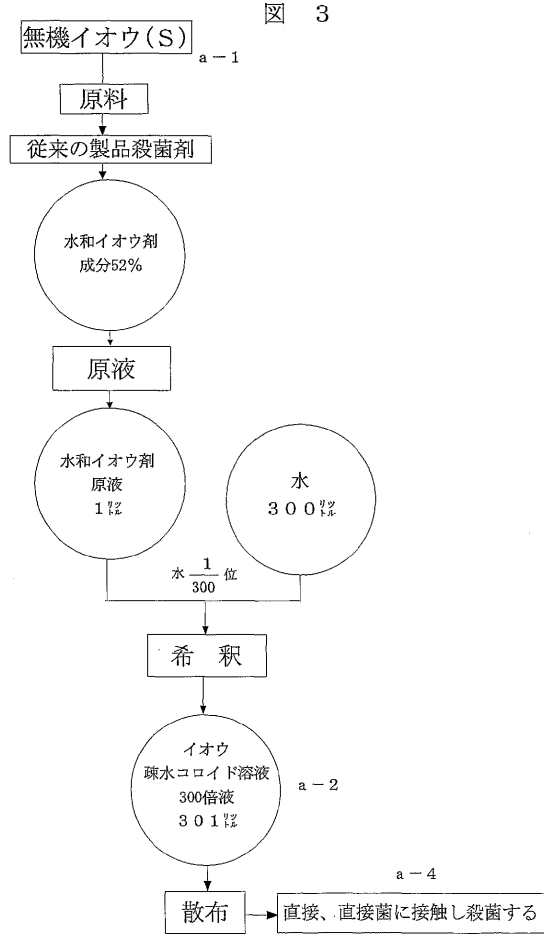 図 3
無機イオウ(S)
a-1
原料
従来の製品殺菌剤
水和イオウ剤
成分52%
原液
水和イオウ剤
原液
1㍑
水
300㍑
水 1/300 位
希 釈
イオウ
疎水コロイド溶液
300倍液
301㍑
a-2
散布
a-4
直接、直接菌に接触し殺菌する